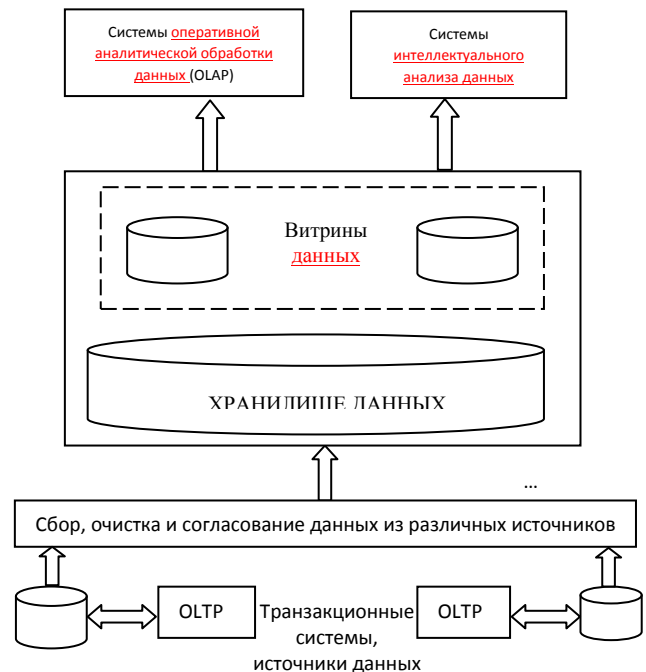 Системы оперативной
аналитической обработки
данных (OLAP)
Системы
интеллектуального
анализа данных
Витрины
данных
ХРАНИЛИЩЕ ДАННЫХ
...
Сбор, очистка и согласование данных из различных источников
OLTP
Транзакционные
системы,
источники данных
OLTP